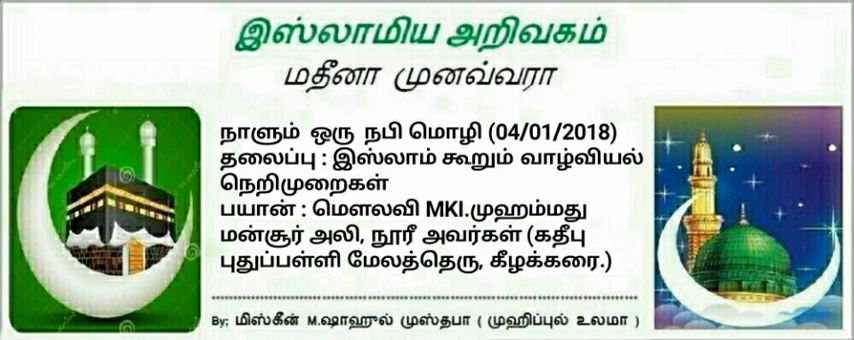 இஸ்லாமிய அறிவகம்
மதீனா முனவ்வரா
நாளும் ஒரு நபி மொழி (04/01/2018)
தலைப்பு : இஸ்லாம் கூறும் வாழ்வியல்
நெறிமுறைகள்
பயான் : மௌலவி MKI.முஹம்மது
மன்சூர் அலி, நூரீ அவர்கள் (கதீபு
புதுப்பள்ளி மேலத்தெரு, கீழக்கரை.)
By; மிஸ்கீன் M.ஷாஹுல் முஸ்தபா ( முஹிப்புல் உலமா )